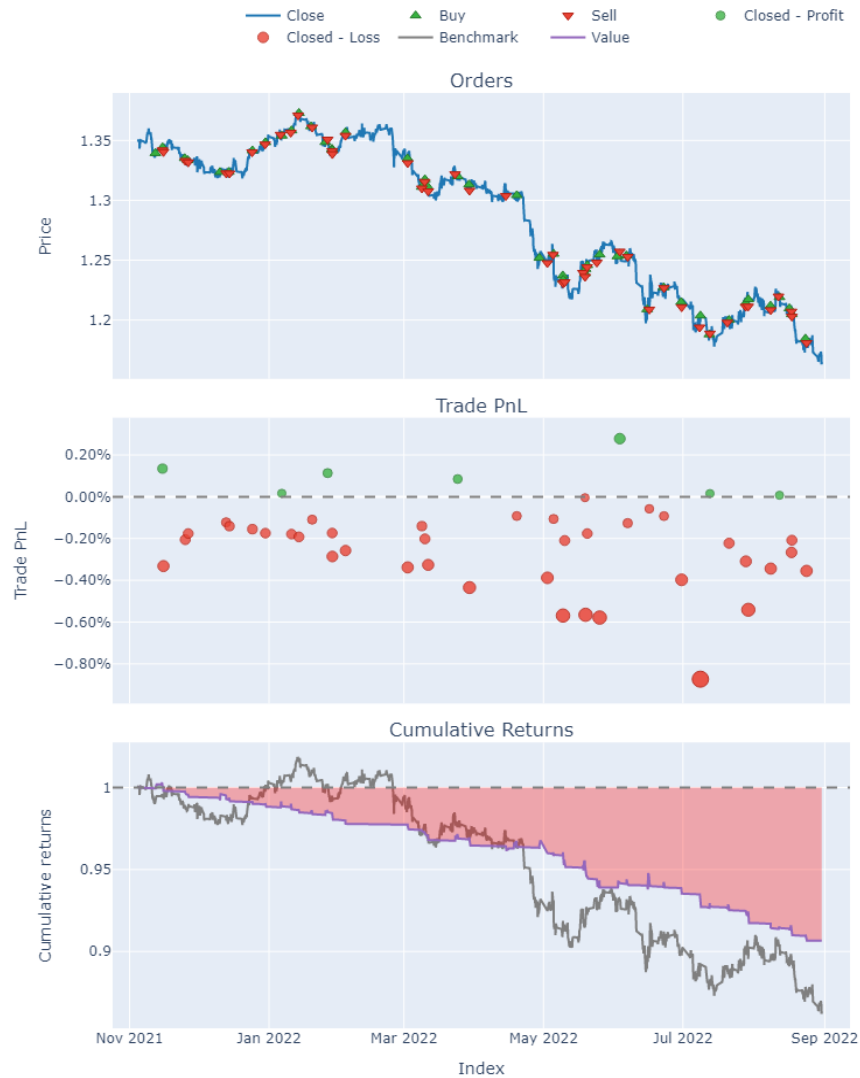 Close Buy Sell Closed - Profit
Closed - Loss Benchmark Value
Orders
1.35
1.3
1.25
1.2
Price
Trade PnL
0.20%
0.00%
−0.20%
−0.40%
−0.60%
−0.80%
Trade PnL
Cumulative Returns
1
0.95
0.9
Cumulative returns
Nov 2021 Jan 2022 Mar 2022 May 2022 Jul 2022 Sep 2022
Index